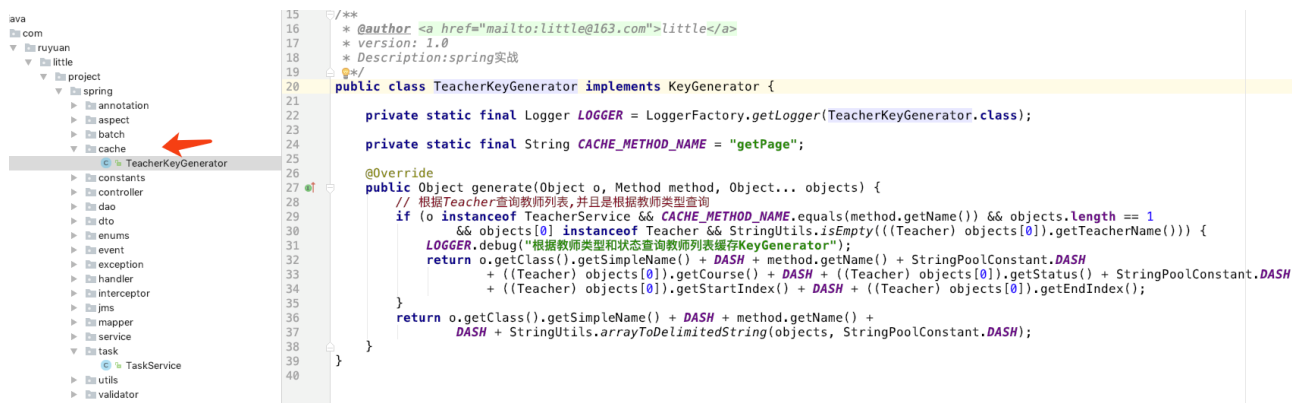 ava
com
ruyuan
little
project
spring
annotation
aspect
batch
cache
TeacherKeyGenerator
constants
controller
dao
dto
enums
event
exception
handler
interceptor
jms
mapper
service
task
TaskService
utils
validator
15 /**
16 * @author <a href="mailto:little@163.com">little</a>
17 * version: 1.0
18 * Description:spring实战
19 */
20 public class TeacherKeyGenerator implements KeyGenerator {
21
22 private static final Logger LOGGER = LoggerFactory.getLogger(TeacherKeyGenerator.class);
23
24 private static final String CACHE_METHOD_NAME = "getPage";
25
26 @Override
27 public Object generate(Object o, Method method, Object... objects) {
28 // 根据Teacher查询教师列表,并且是根据教师类型查询
29 if (o instanceof TeacherService && CACHE_METHOD_NAME.equals(method.getName()) && objects.length == 1
30 && objects[0] instanceof Teacher && StringUtils.isEmpty(((Teacher) objects[0]).getTeacherName())) {
31 LOGGER.debug("根据教师类型和状态查询教师列表缓存KeyGenerator");
32 return o.getClass().getSimpleName() + DASH + method.getName() + StringPoolConstant.DASH
33 + ((Teacher) objects[0]).getCourse() + DASH + ((Teacher) objects[0]).getStatus() + StringPoolConstant.DASH
34 + ((Teacher) objects[0]).getStartIndex() + DASH + ((Teacher) objects[0]).getEndIndex();
35 }
36 return o.getClass().getSimpleName() + DASH + method.getName() +
37 DASH + StringUtils.arrayToDelimitedString(objects, StringPoolConstant.DASH);
38 }
39 }
40